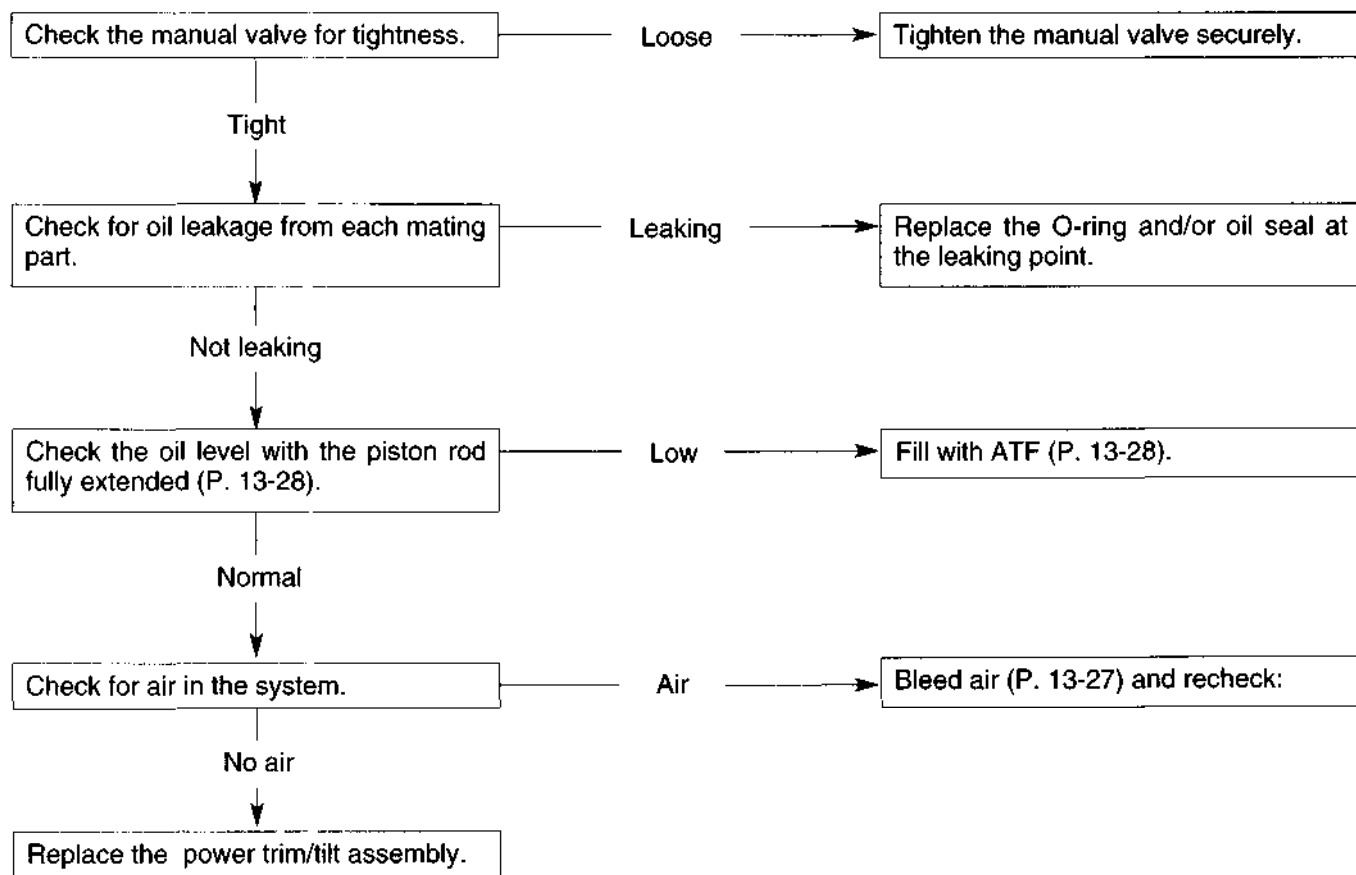 Check the manual valve for tightness.
Loose
Tighten the manual valve securely.
Tight
Check for oil leakage from each mating
part.
Leaking
Replace the O-ring and/or oil seal at
the leaking point.
Not leaking
Check the oil level with the piston rod
fully extended (P. 13-28).
Low
Fill with ATF (P. 13-28).
Normal
Check for air in the system.
Air
Bleed air (P. 13-27) and recheck:
No air
Replace the power trim/tilt assembly.